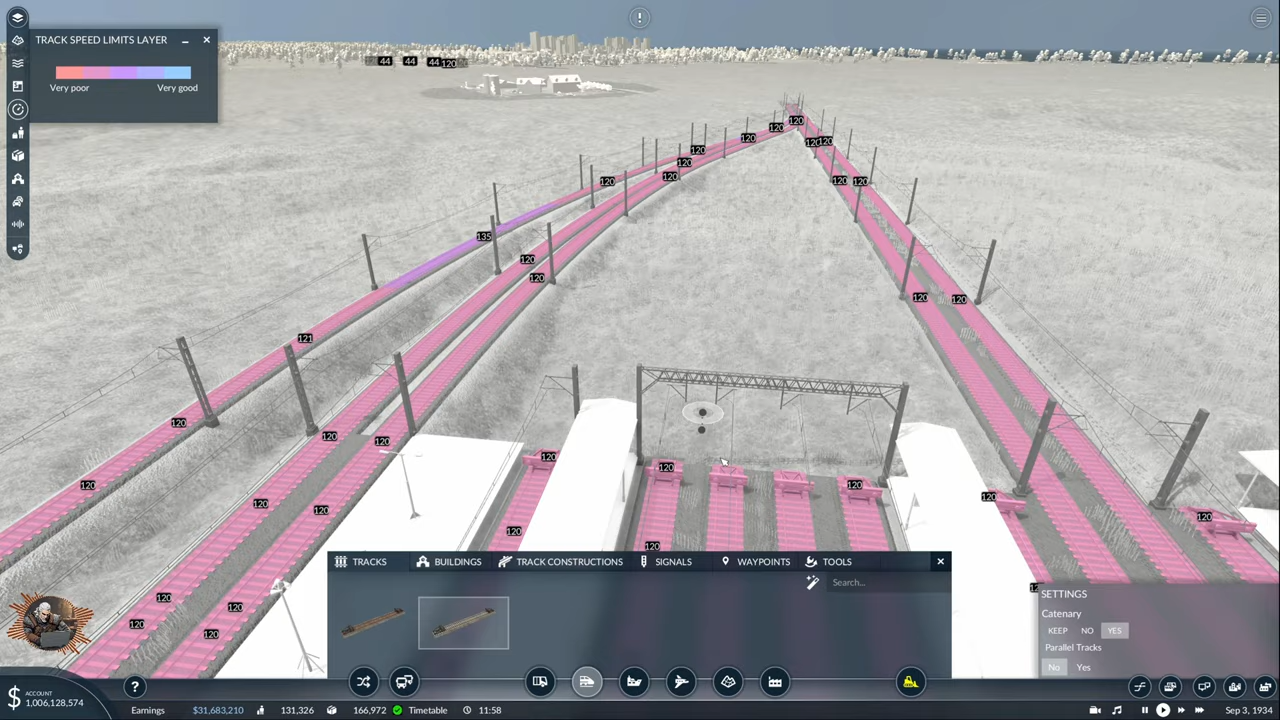 TRACK SPEED LIMITS LAYER
Very poor Very good
44 44 44 120
120
120 120 120
120
120 120
120 120
120 120
120
135
120
120
120 120
121
120
120 120
120 120
120 120
120
120 120
120
120 120
120
120
120 120
120
TRACKS BUILDINGS TRACK CONSTRUCTIONS SIGNALS WAYPOINTS TOOLS
Search...
SETTINGS
Catenary
KEEP NO YES
Parallel Tracks
No Yes
?
$ ACCOUNT
1,006,128,574
Earnings $31,683,210 131,326 166,972 Timetable 11:58 Sep 3, 1934